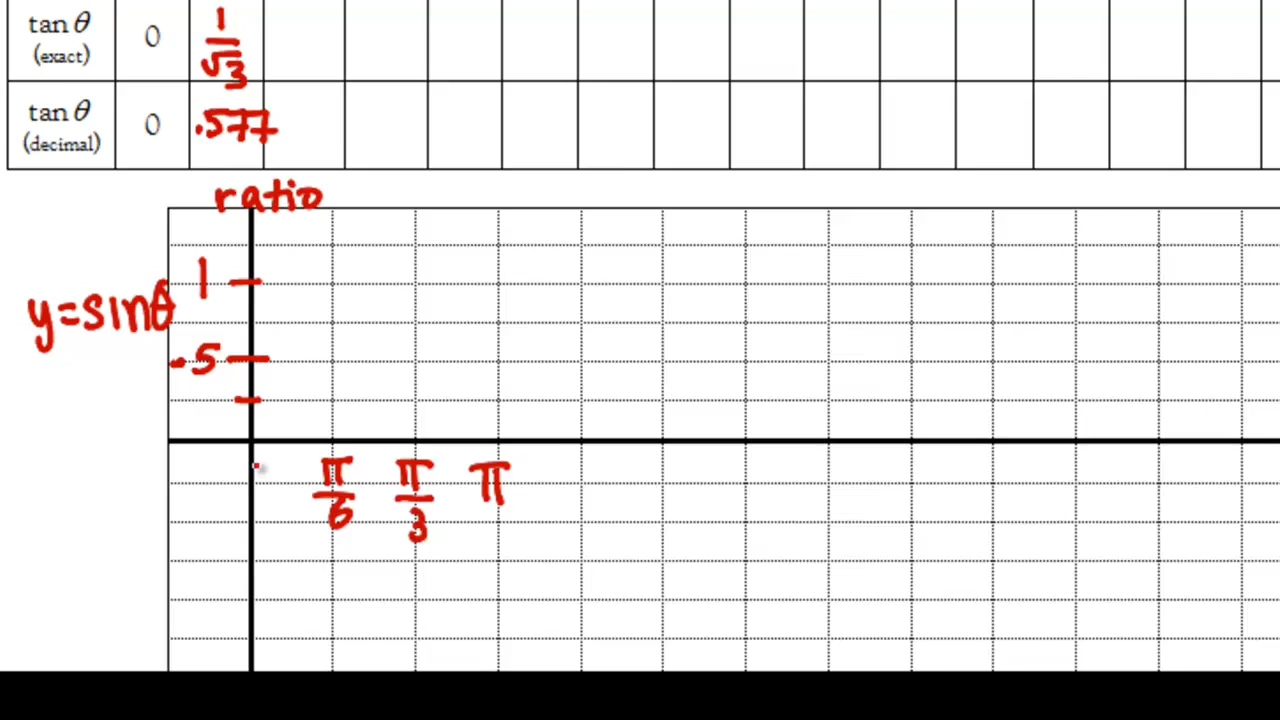 tan θ (exact) 0 1/√3
tan θ (decimal) 0 .577
ratio
1
y=sinθ
.5
π/6 π/3 π